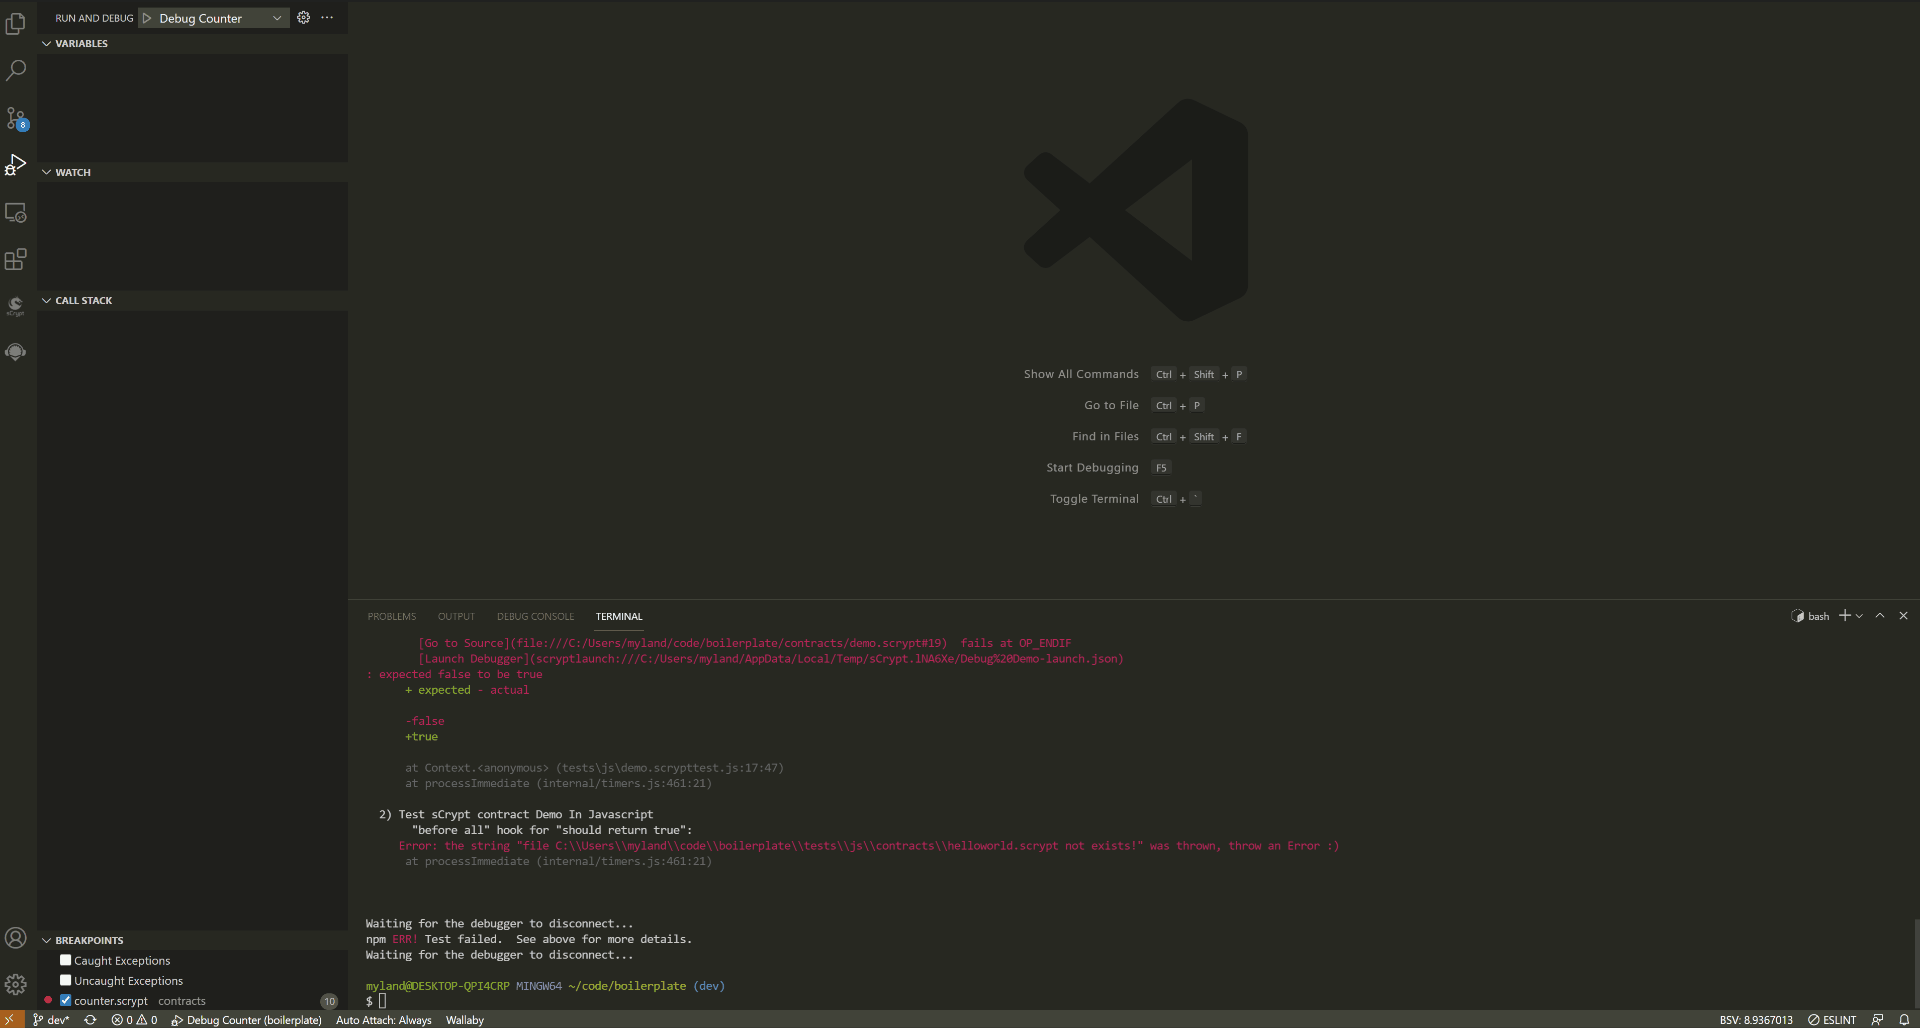 RUN AND DEBUG Debug Counter ...
VARIABLES
8
WATCH
CALL STACK
sCrypt
Show All Commands Ctrl + Shift + P
Go to File Ctrl + P
Find in Files Ctrl + Shift + F
Start Debugging F5
Toggle Terminal Ctrl + `
PROBLEMS OUTPUT DEBUG CONSOLE TERMINAL bash
[Go to Source](file:///C:/Users/myland/code/boilerplate/contracts/demo.scrypt#19)  fails at OP_ENDIF
[Launch Debugger](scryptlaunch:///C:/Users/myland/AppData/Local/Temp/sCrypt.lNA6Xe/Debug%20Demo-launch.json)
: expected false to be true
+ expected - actual
-false
+true
at Context.<anonymous> (tests\js\demo.scrypttest.js:17:47)
at processImmediate (internal/timers.js:461:21)
2) Test sCrypt contract Demo In Javascript
"before all" hook for "should return true":
Error: the string "file C:\\Users\\myland\\code\\boilerplate\\tests\\js\\contracts\\helloworld.scrypt not exists!" was thrown, throw an Error :)
at processImmediate (internal/timers.js:461:21)
Waiting for the debugger to disconnect...
npm ERR! Test failed.  See above for more details.
Waiting for the debugger to disconnect...
myland@DESKTOP-QPI4CRP MINGW64 ~/code/boilerplate (dev)
$
BREAKPOINTS
Caught Exceptions
Uncaught Exceptions
counter.scrypt contracts 10
dev* 0 0 Debug Counter (boilerplate) Auto Attach: Always Wallaby BSV: 8.9367013 ESLINT